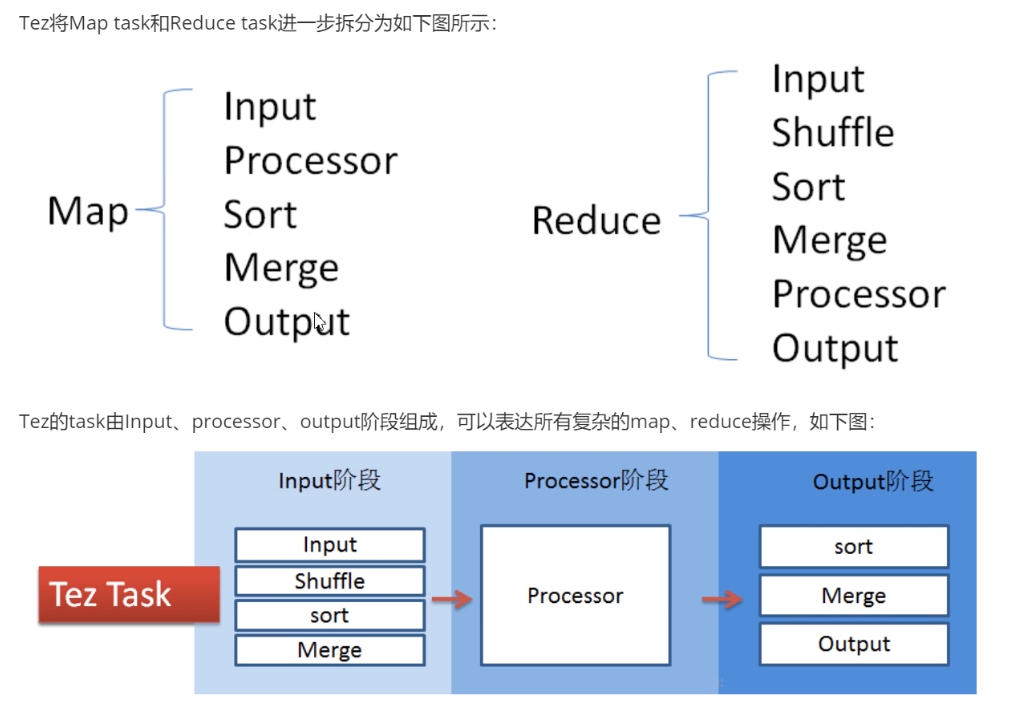 Tez将Map task和Reduce task进一步拆分为如下图所示：
Map
Input
Processor
Sort
Merge
Output
Reduce
Input
Shuffle
Sort
Merge
Processor
Output
Tez的task由Input、processor、output阶段组成，可以表达所有复杂的map、reduce操作，如下图：
Tez Task
Input阶段
Input
Shuffle
sort
Merge
Processor阶段
Processor
Output阶段
sort
Merge
Output